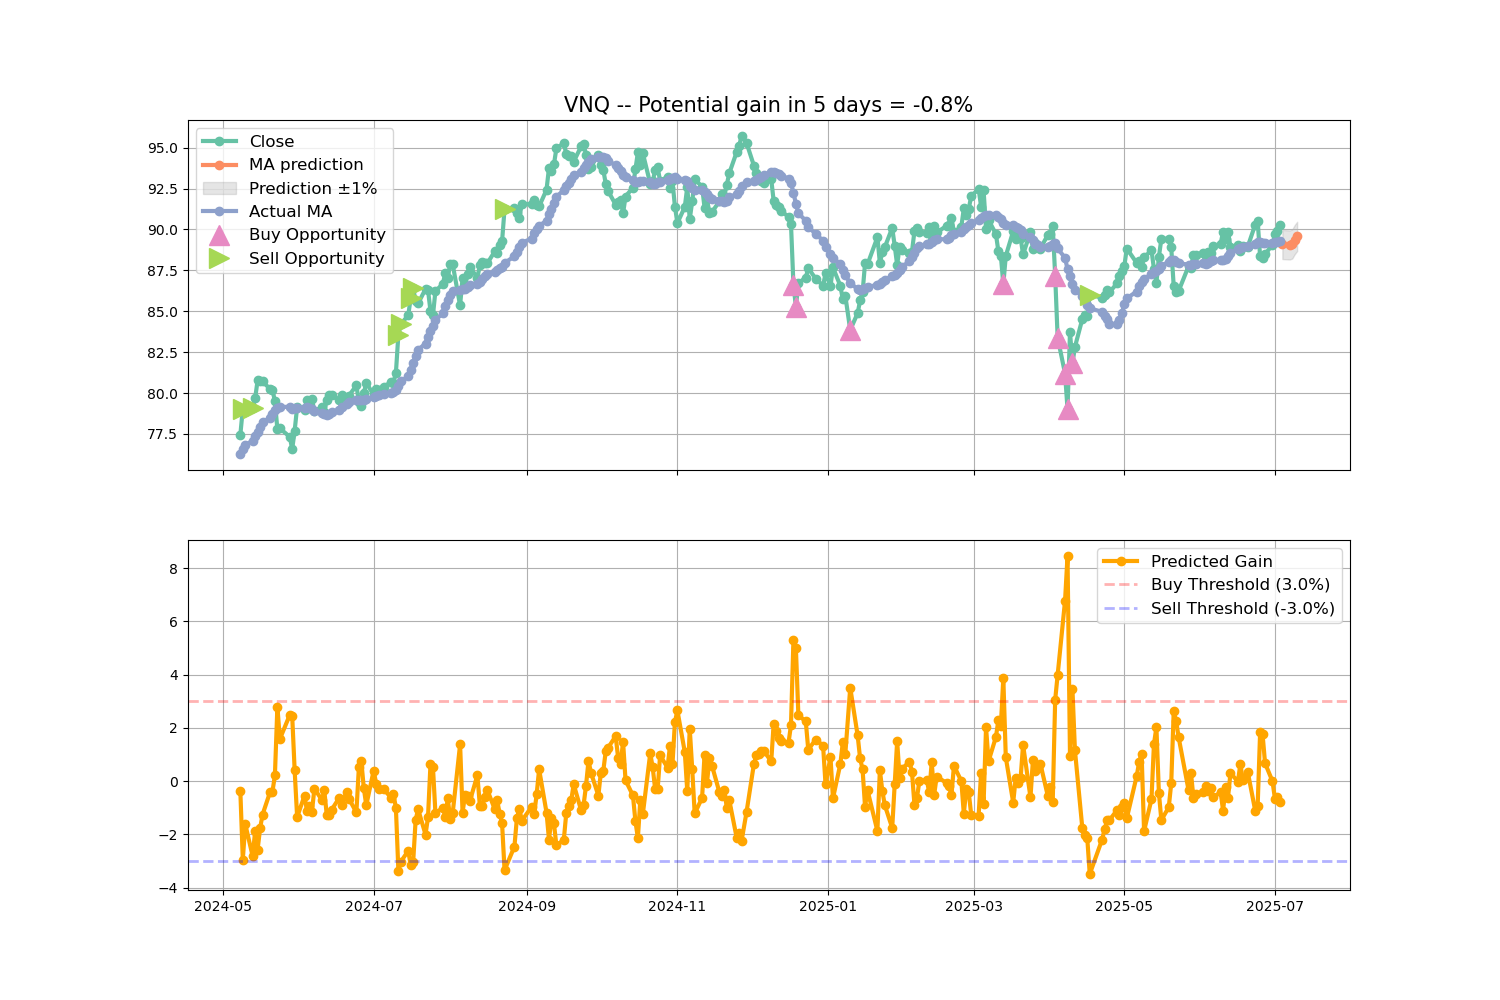 VNQ -- Potential gain in 5 days = -0.8%
Close
MA prediction
Prediction ±1%
Actual MA
Buy Opportunity
Sell Opportunity
95.0
92.5
90.0
87.5
85.0
82.5
80.0
77.5
Predicted Gain
Buy Threshold (3.0%)
Sell Threshold (-3.0%)
8
6
4
2
0
−2
−4
2024-05 2024-07 2024-09 2024-11 2025-01 2025-03 2025-05 2025-07